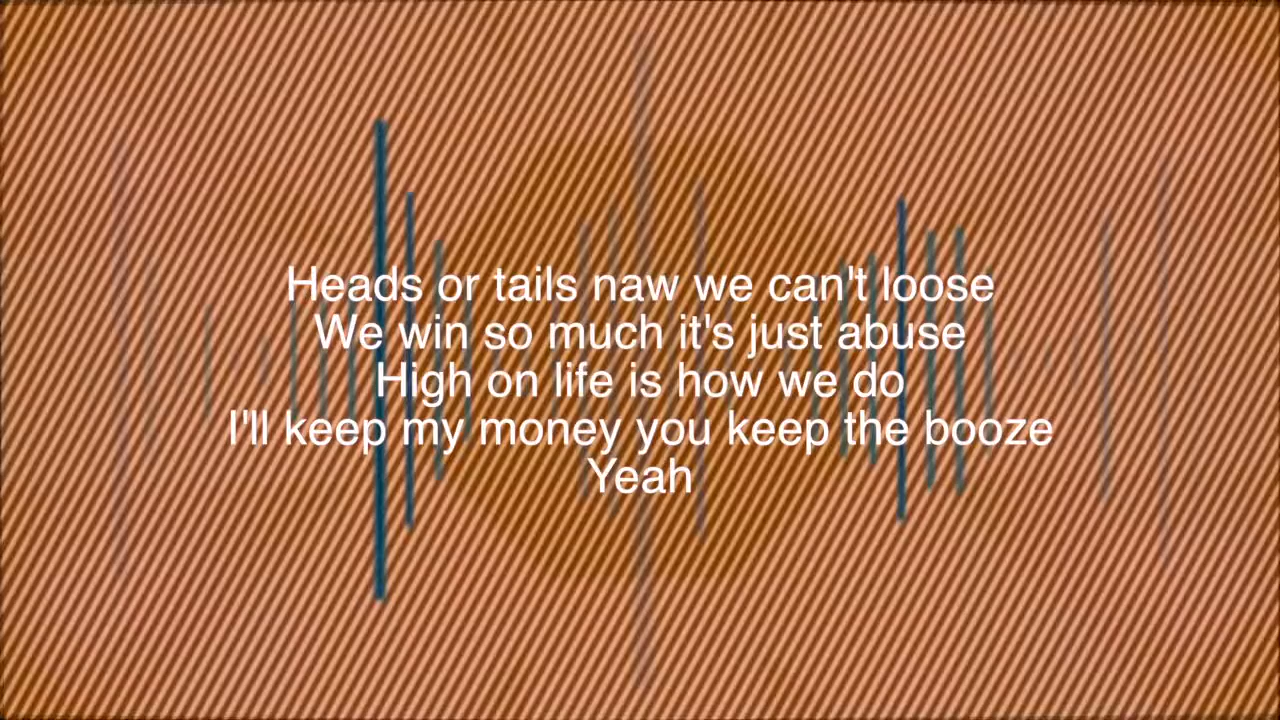 Heads or tails naw we can't loose
We win so much it's just abuse
High on life is how we do
I'll keep my money you keep the booze
Yeah